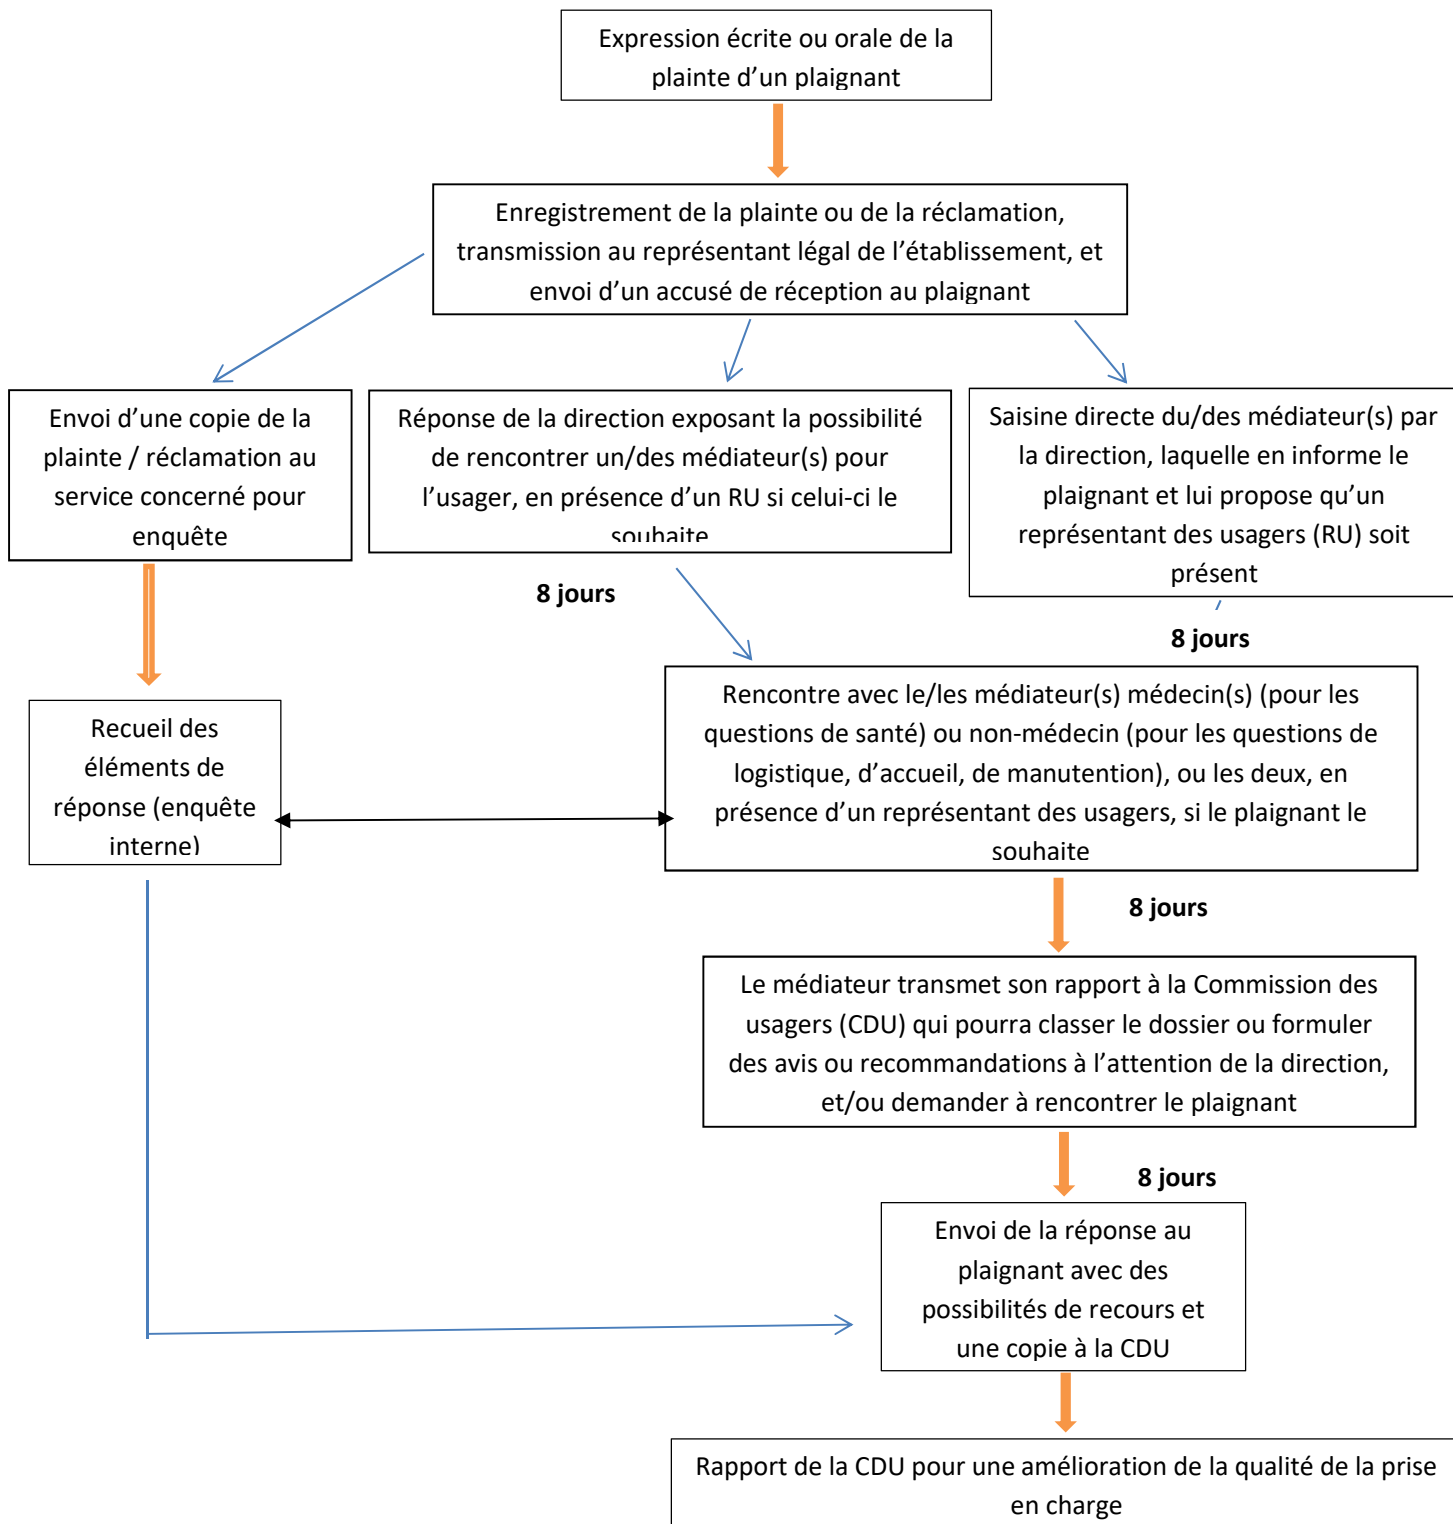 Expression écrite ou orale de la
plainte d’un plaignant
Enregistrement de la plainte ou de la réclamation,
transmission au représentant légal de l’établissement, et
envoi d’un accusé de réception au plaignant
Envoi d’une copie de la
plainte / réclamation au
service concerné pour
enquête
Réponse de la direction exposant la possibilité
de rencontrer un/des médiateur(s) pour
l’usager, en présence d’un RU si celui-ci le
souhaite
Saisine directe du/des médiateur(s) par
la direction, laquelle en informe le
plaignant et lui propose qu’un
représentant des usagers (RU) soit
présent
8 jours
8 jours
Recueil des
éléments de
réponse (enquête
interne)
Rencontre avec le/les médiateur(s) médecin(s) (pour les
questions de santé) ou non-médecin (pour les questions de
logistique, d’accueil, de manutention), ou les deux, en
présence d’un représentant des usagers, si le plaignant le
souhaite
8 jours
Le médiateur transmet son rapport à la Commission des
usagers (CDU) qui pourra classer le dossier ou formuler
des avis ou recommandations à l’attention de la direction,
et/ou demander à rencontrer le plaignant
8 jours
Envoi de la réponse au
plaignant avec des
possibilités de recours et
une copie à la CDU
Rapport de la CDU pour une amélioration de la qualité de la prise
en charge